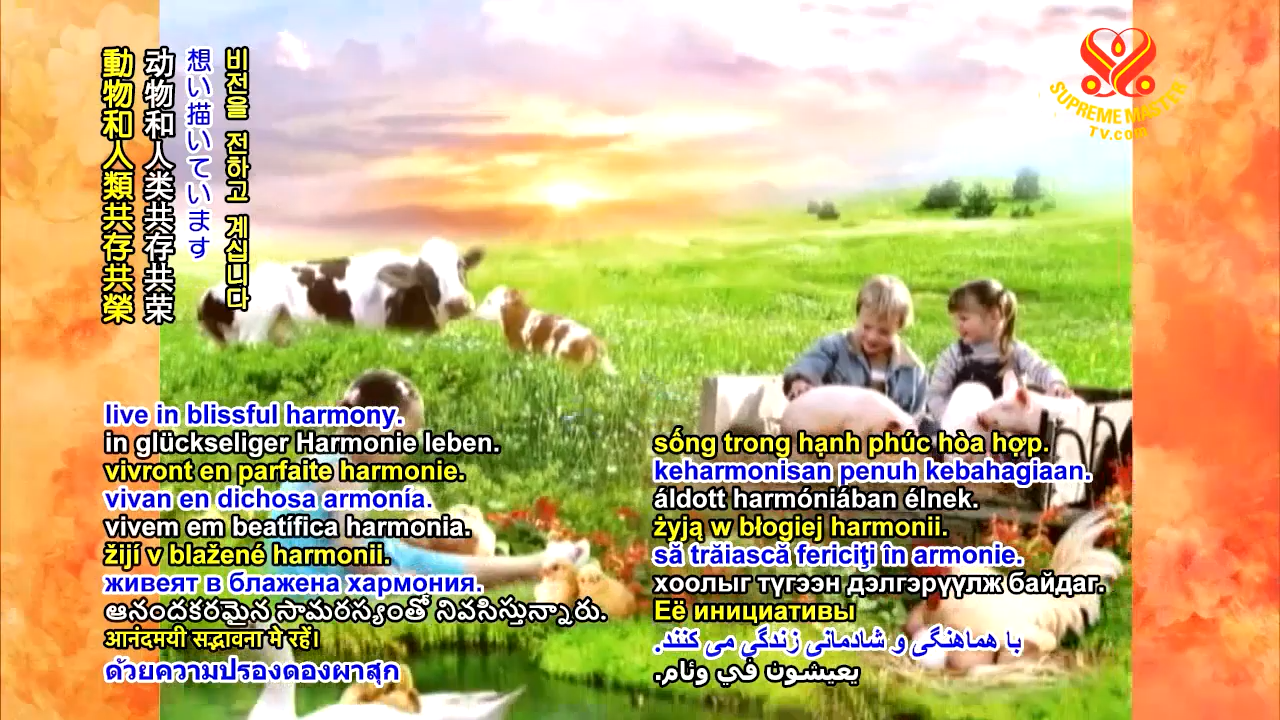 動物和人類共存共榮
动物和人类共存共荣
想い描いています
비전을 전하고 계십니다
SUPREME MASTER
TV.com
live in blissful harmony.
in glückseliger Harmonie leben.
vivront en parfaite harmonie.
vivan en dichosa armonía.
vivem em beatífica harmonia.
žijí v blažené harmonii.
живеят в блажена хармония.
ఆనందకరమైన సామరస్యంతో నివసిస్తున్నారు.
आनंदमयी सद्भावना मे रहें।
ด้วยความปรองดองผาสุก
sống trong hạnh phúc hòa hợp.
keharmonisan penuh kebahagiaan.
áldott harmóniában élnek.
żyją w błogiej harmonii.
să trăiască fericiţi în armonie.
хоолыг түгээн дэлгэрүүлж байдаг.
Её инициативы
با هماهنگی و شادمانی زندگی می کنند.
يعيشون في وئام.